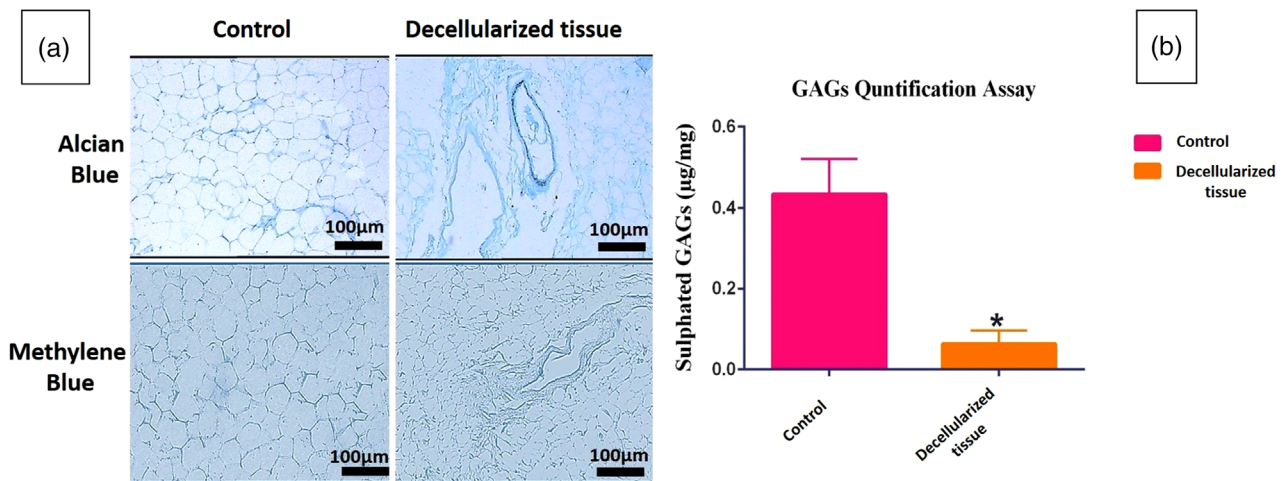 (a)
Control
Decellularized tissue
Alcian
Blue
100µm
100µm
Methylene
Blue
100µm
100µm
(b)
GAGs Quntification Assay
Sulphated GAGs (µg/mg)
0.6
0.4
0.2
0.0
*
Control
Decellularized
tissue
Control
Decellularized
tissue